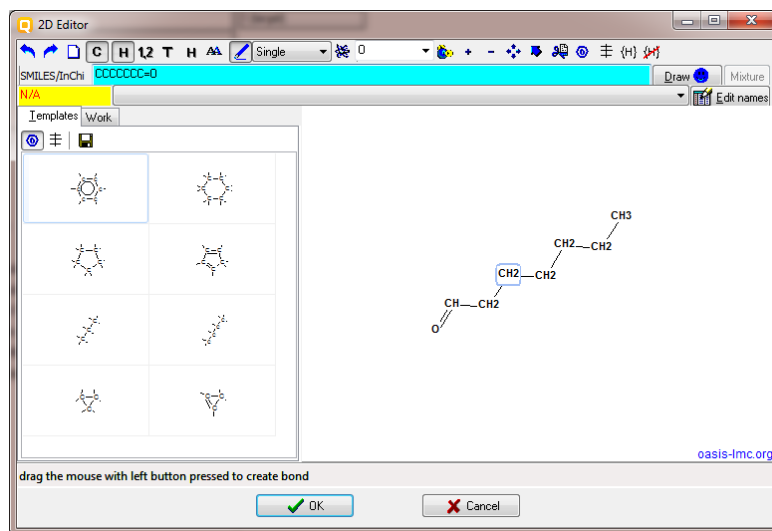 2D Editor
C H 1,2 T H AA Single 0 + - {H} {H}
SMILES/InChi CCCCCCC=O Draw Mixture
N/A Edit names
Templates Work
CH3
CH2 CH2
CH2 CH2
CH CH2
O
oasis-lmc.org
drag the mouse with left button pressed to create bond
OK Cancel